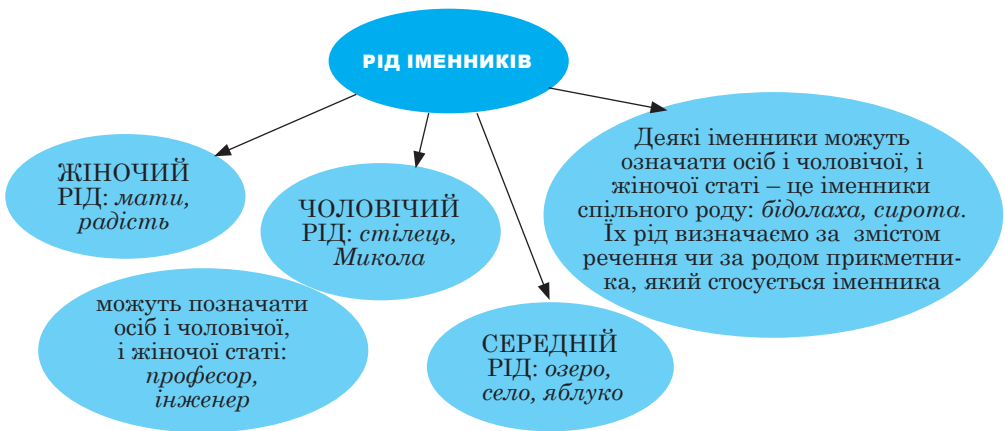 РІД ІМЕННИКІВ
ЖІНОЧИЙ
РІД: мати,
радість
ЧОЛОВІЧИЙ
РІД: стілець,
Микола
можуть позначати
осіб і чоловічої,
і жіночої статі:
професор,
інженер
СЕРЕДНІЙ
РІД: озеро,
село, яблуко
Деякі іменники можуть
означати осіб і чоловічої, і
жіночої статі – це іменники
спільного роду: бідолаха, сирота.
Їх рід визначаємо за змістом
речення чи за родом прикметни-
ка, який стосується іменника